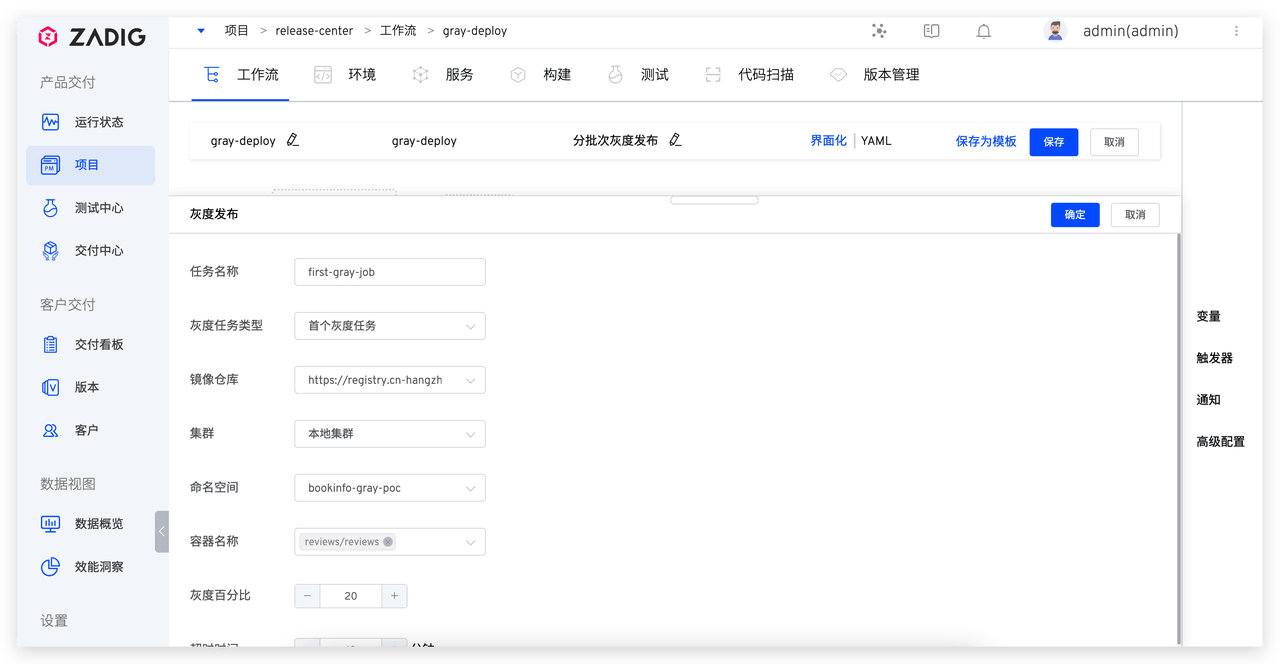 ZADIG
项目 > release-center > 工作流 > gray-deploy
admin(admin)
产品交付
运行状态
项目
测试中心
交付中心
客户交付
交付看板
版本
客户
数据视图
数据概览
效能洞察
设置
工作流 环境 服务 构建 测试 代码扫描 版本管理
gray-deploy gray-deploy 分批次灰度发布 界面化 | YAML 保存为模板 保存 取消
灰度发布 确定 取消
任务名称 first-gray-job
灰度任务类型 首个灰度任务
镜像仓库 https://registry.cn-hangzh
集群 本地集群
命名空间 bookinfo-gray-poc
容器名称 reviews/reviews
灰度百分比 − 20 +
变量
触发器
通知
高级配置